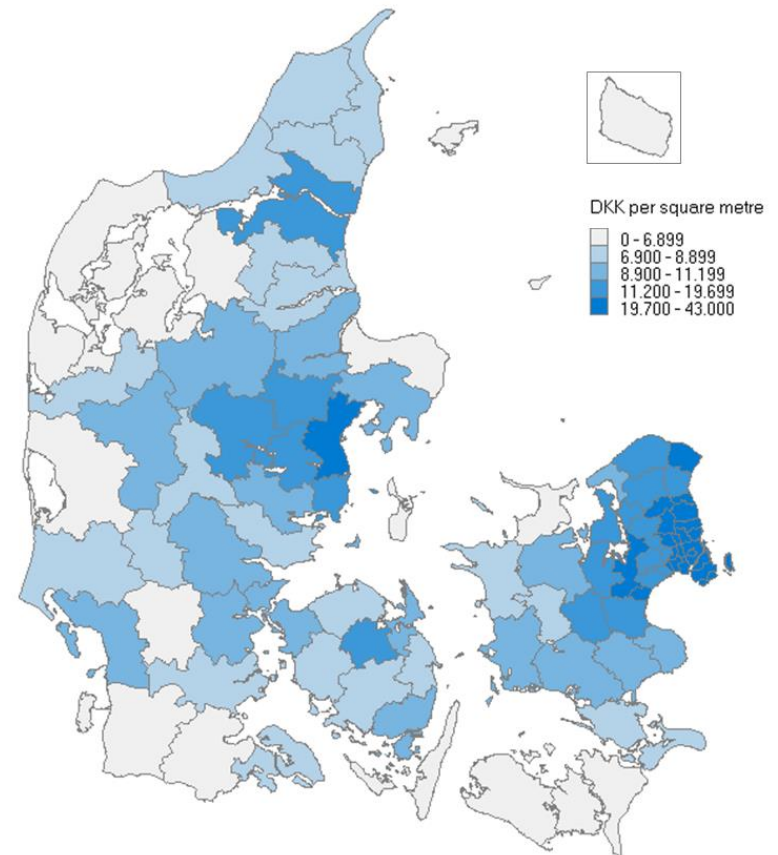 DKK per square metre
0 - 6.899
6.900 - 8.899
8.900 - 11.199
11.200 - 19.699
19.700 - 43.000